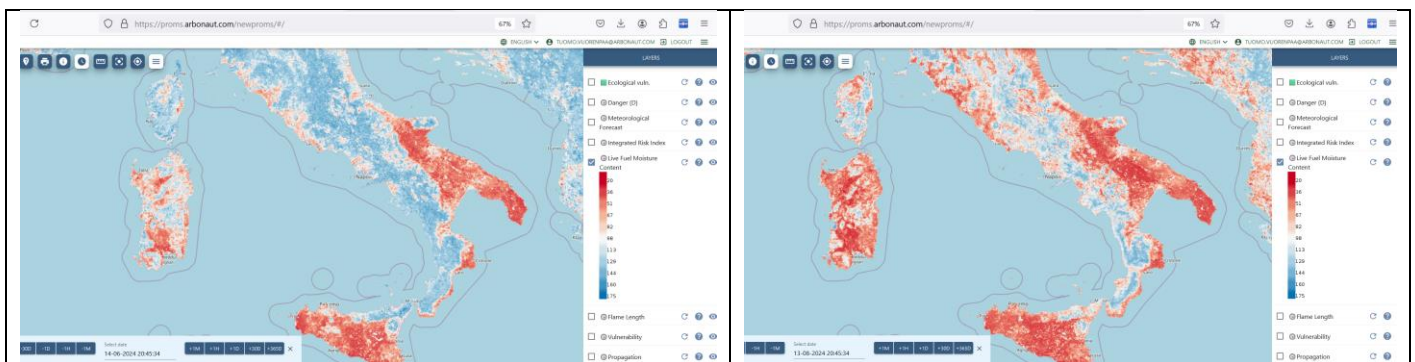 https://proms.arbonaut.com/newproms/#/
67%
ENGLISH
TUOMO.VUORENPAA@ARBONAUT.COM
LOGOUT
LAYERS
Ecological vuln.
Danger (D)
Meteorological
Forecast
Integrated Risk Index
Live Fuel Moisture
Content
20
36
51
67
82
98
113
129
144
160
175
Flame Length
Vulnerability
Propagation
-1D
-1H
-1M
Select date
14-06-2024 20:45:34
+1M
+1H
+1D
+30D
+365D
https://proms.arbonaut.com/newproms/#/
67%
ENGLISH
TUOMO.VUORENPAA@ARBONAUT.COM
LOGOUT
LAYERS
Ecological vuln.
Danger (D)
Meteorological
Forecast
Integrated Risk Index
Live Fuel Moisture
Content
20
36
51
67
82
98
113
129
144
160
175
Flame Length
Vulnerability
Propagation
-1H
-1M
Select date
13-08-2024 20:45:34
+1M
+1H
+1D
+30D
+365D